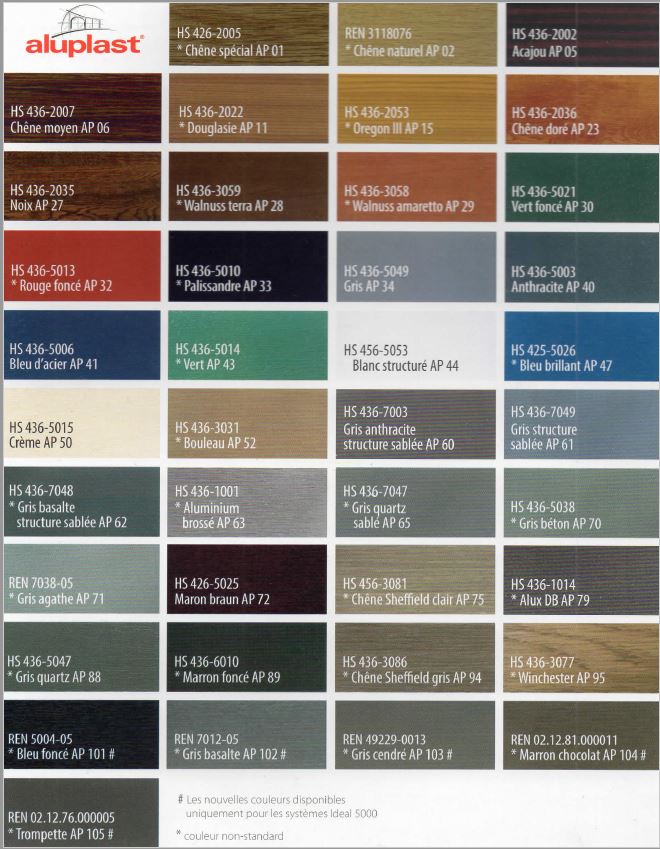 aluplast®
HS 426-2005
* Chêne spécial AP 01
REN 3118076
* Chêne naturel AP 02
HS 436-2002
Acajou AP 05
HS 436-2007
Chêne moyen AP 06
HS 436-2022
* Douglasie AP 11
HS 436-2053
* Oregon III AP 15
HS 436-2036
Chêne doré AP 23
HS 436-2035
Noix AP 27
HS 436-3059
* Walnuss terra AP 28
HS 436-3058
* Walnuss amaretto AP 29
HS 436-5021
Vert foncé AP 30
HS 436-5013
* Rouge foncé AP 32
HS 436-5010
* Palissandre AP 33
HS 436-5049
Gris AP 34
HS 436-5003
Anthracite AP 40
HS 436-5006
Bleu d'acier AP 41
HS 436-5014
* Vert AP 43
HS 456-5053
Blanc structuré AP 44
HS 425-5026
* Bleu brillant AP 47
HS 436-5015
Crème AP 50
HS 436-3031
* Bouleau AP 52
HS 436-7003
Gris anthracite
structure sablée AP 60
HS 436-7049
Gris structure
sablée AP 61
HS 436-7048
* Gris basalte
structure sablée AP 62
HS 436-1001
* Aluminium
brossé AP 63
HS 436-7047
* Gris quartz
sablé AP 65
HS 436-5038
* Gris béton AP 70
REN 7038-05
* Gris agathe AP 71
HS 426-5025
Maron braun AP 72
HS 456-3081
* Chêne Sheffield clair AP 75
HS 436-1014
* Alux DB AP 79
HS 436-5047
* Gris quartz AP 88
HS 436-6010
* Marron foncé AP 89
HS 436-3086
* Chêne Sheffield gris AP 94
HS 436-3077
* Winchester AP 95
REN 5004-05
* Bleu foncé AP 101 #
REN 7012-05
* Gris basalte AP 102 #
REN 49229-0013
* Gris cendré AP 103 #
REN 02.12.81.000011
* Marron chocolat AP 104 #
REN 02.12.76.000005
* Trompette AP 105 #
# Les nouvelles couleurs disponibles
uniquement pour les systèmes Ideal 5000
* couleur non-standard